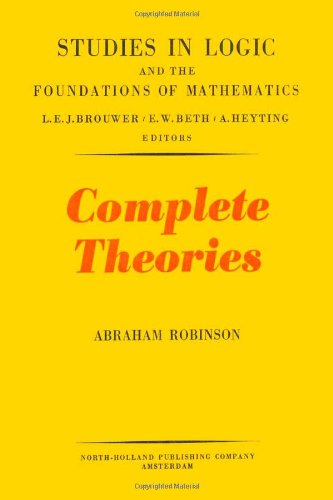 STUDIES IN LOGIC
AND THE
FOUNDATIONS OF MATHEMATICS
L.E.J.BROUWER / E.W.BETH / A.HEYTING
EDITORS
Complete
Theories
ABRAHAM ROBINSON
NORTH-HOLLAND PUBLISHING COMPANY
AMSTERDAM